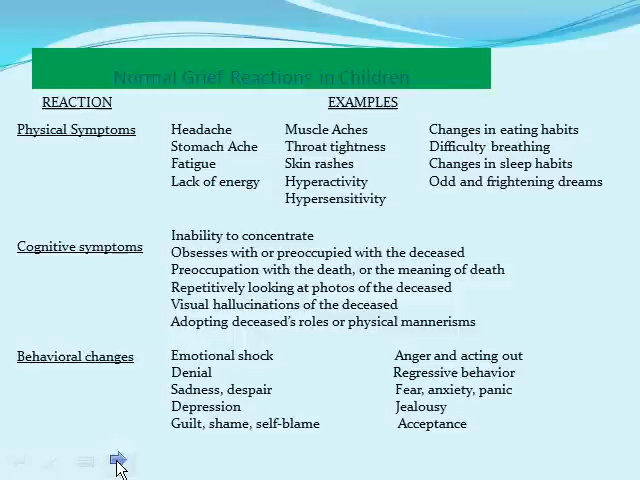 Normal Grief Reactions in Children
REACTION EXAMPLES
Physical Symptoms Headache Muscle Aches Changes in eating habits
Stomach Ache Throat tightness Difficulty breathing
Fatigue Skin rashes Changes in sleep habits
Lack of energy Hyperactivity Odd and frightening dreams
Hypersensitivity
Inability to concentrate
Cognitive symptoms Obsesses with or preoccupied with the deceased
Preoccupation with the death, or the meaning of death
Repetitively looking at photos of the deceased
Visual hallucinations of the deceased
Adopting deceased's roles or physical mannerisms
Behavioral changes Emotional shock Anger and acting out
Denial Regressive behavior
Sadness, despair Fear, anxiety, panic
Depression Jealousy
Guilt, shame, self-blame Acceptance